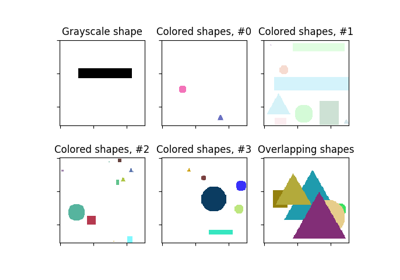 Grayscale shape
Colored shapes, #0
Colored shapes, #1
Colored shapes, #2
Colored shapes, #3
Overlapping shapes